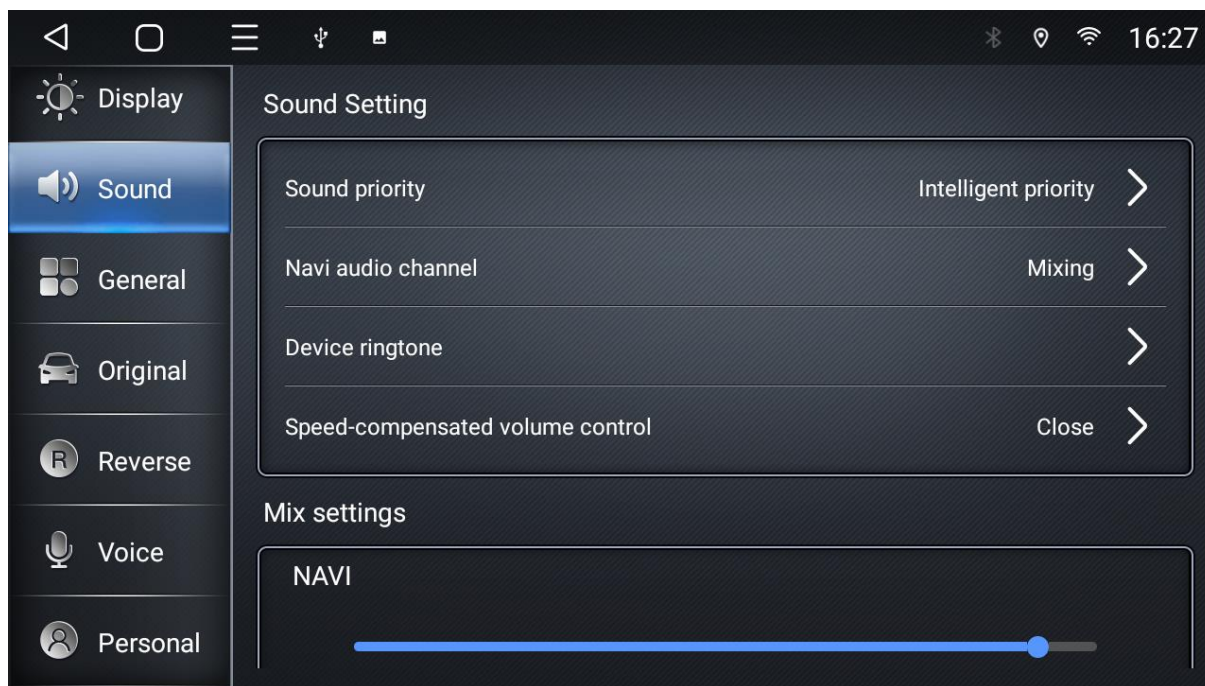 16:27
Display
Sound
General
Original
R
Reverse
Voice
Personal
Sound Setting
Sound priority Intelligent priority
Navi audio channel Mixing
Device ringtone
Speed-compensated volume control Close
Mix settings
NAVI